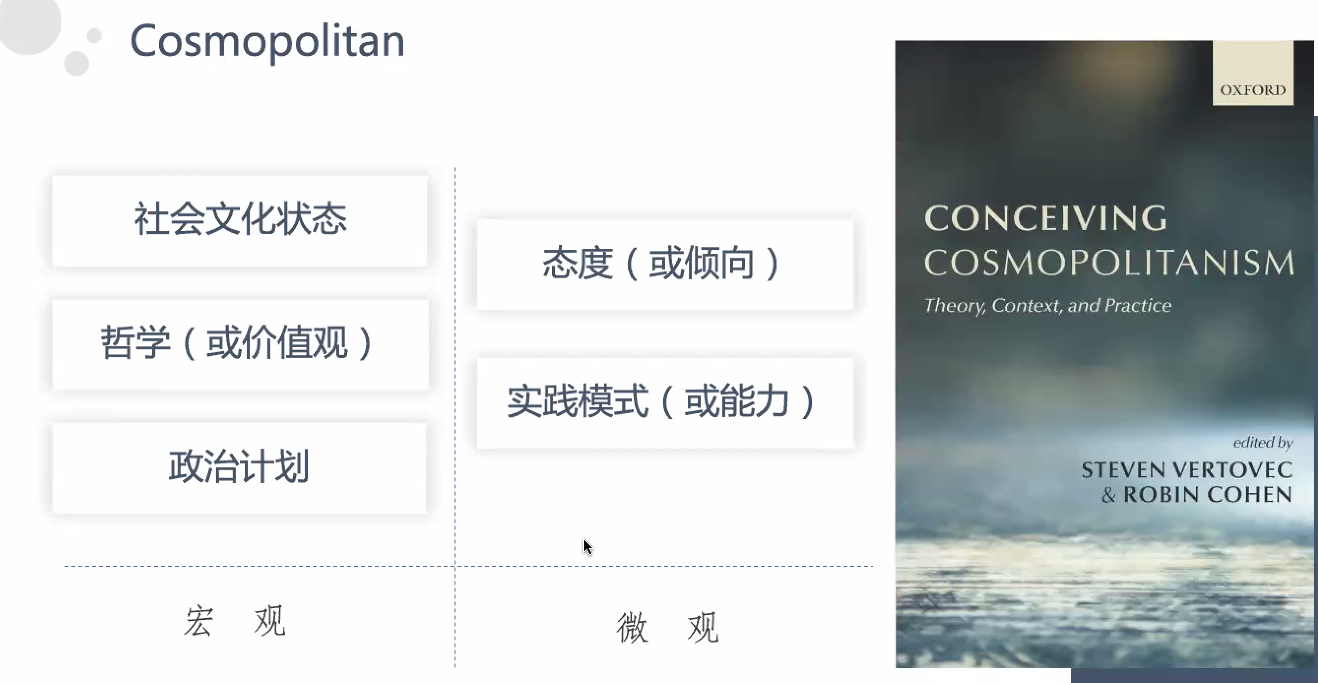 Cosmopolitan
社会文化状态
哲学（或价值观）
政治计划
宏 观
态度（或倾向）
实践模式（或能力）
微 观
OXFORD
CONCEIVING
COSMOPOLITANISM
Theory, Context, and Practice
edited by
STEVEN VERTOVEC
& ROBIN COHEN